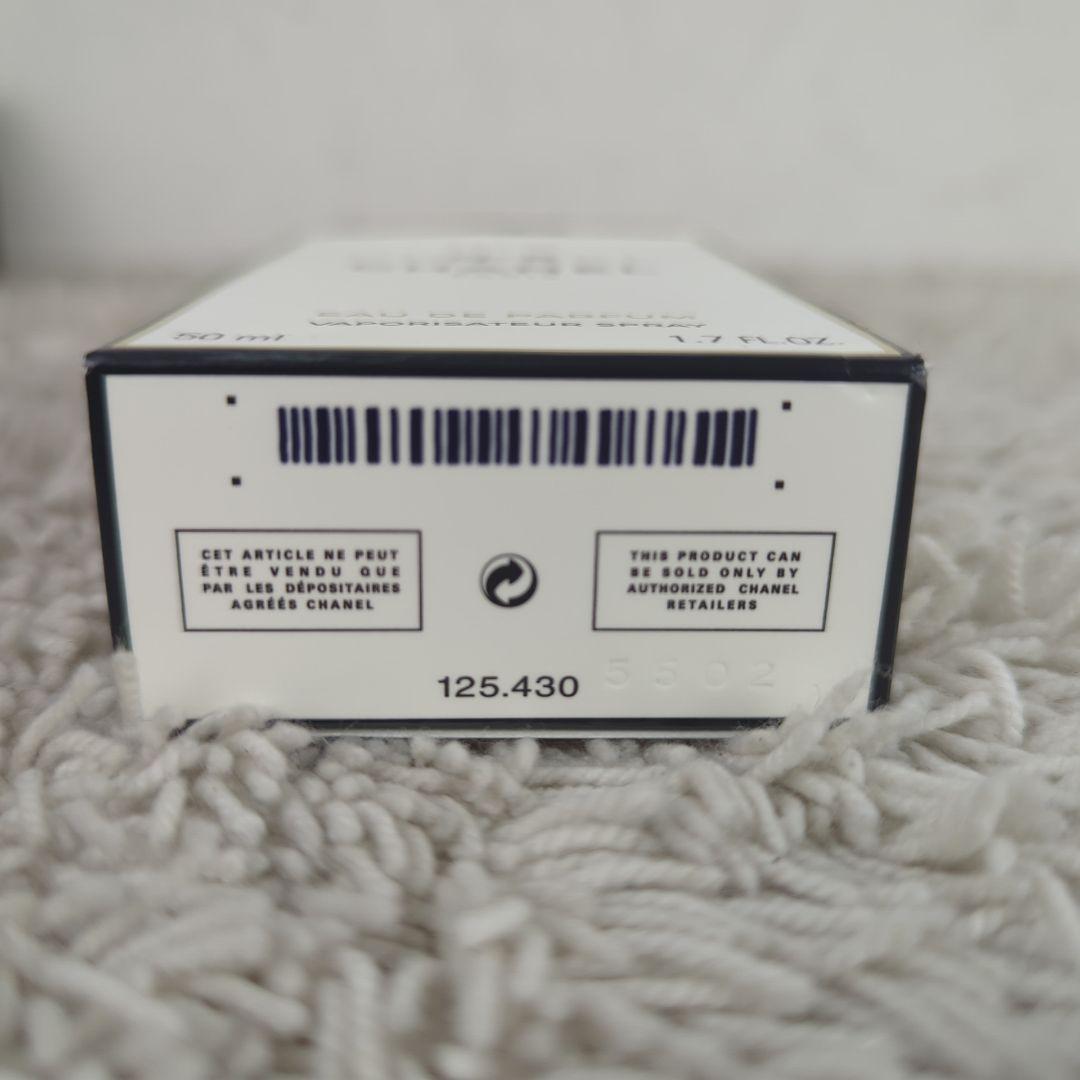 CHANEL
EAU DE PARFUM
VAPORISATEUR SPRAY
50 ml
1.7 FL.OZ.
CET ARTICLE NE PEUT
ÊTRE VENDU QUE
PAR LES DÉPOSITAIRES
AGRÉÉS CHANEL
THIS PRODUCT CAN
BE SOLD ONLY BY
AUTHORIZED CHANEL
RETAILERS
125.430
5502